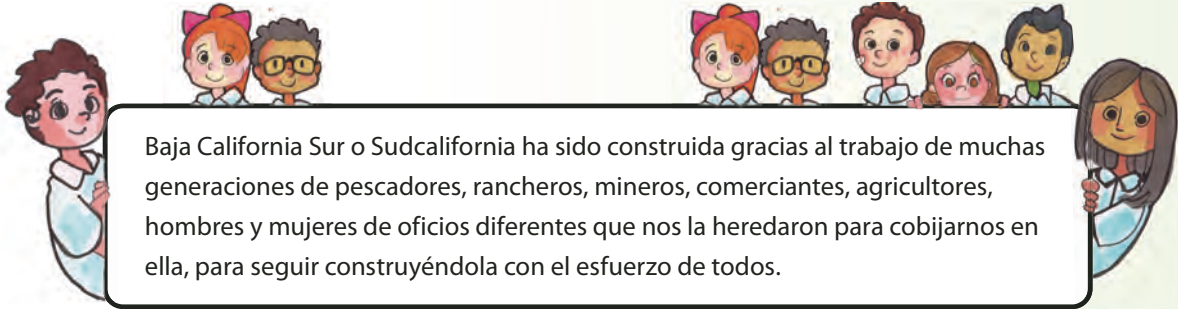 Baja California Sur o Sudcalifornia ha sido construida gracias al trabajo de muchas
generaciones de pescadores, rancheros, mineros, comerciantes, agricultores,
hombres y mujeres de oficios diferentes que nos la heredaron para cobijarnos en
ella, para seguir construyéndola con el esfuerzo de todos.